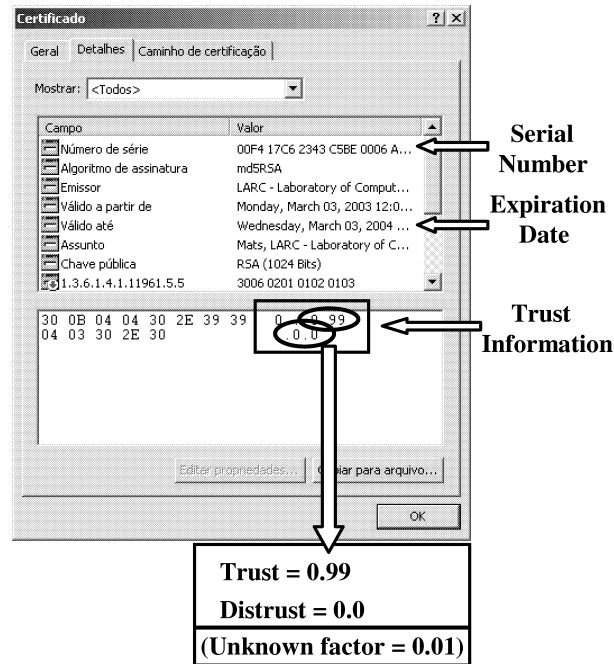 Certificado
Geral Detalhes Caminho de certificação
Mostrar: <Todos>
Campo Valor
Número de série 00F4 17C6 2343 C5BE 0006 A...
Algoritmo de assinatura md5RSA
Emissor LARC - Laboratory of Comput...
Válido a partir de Monday, March 03, 2003 12:0...
Válido até Wednesday, March 03, 2004 ...
Assunto Mats, LARC - Laboratory of C...
Chave pública RSA (1024 Bits)
1.3.6.1.4.1.11961.5.5 3006 0201 0102 0103
Serial
Number
Expiration
Date
30 0B 04 04 30 2E 39 39 0...0.99
04 03 30 2E 30 ..0.0
Trust
Information
Editar propriedades... Copiar para arquivo...
OK
Trust = 0.99
Distrust = 0.0
(Unknown factor = 0.01)